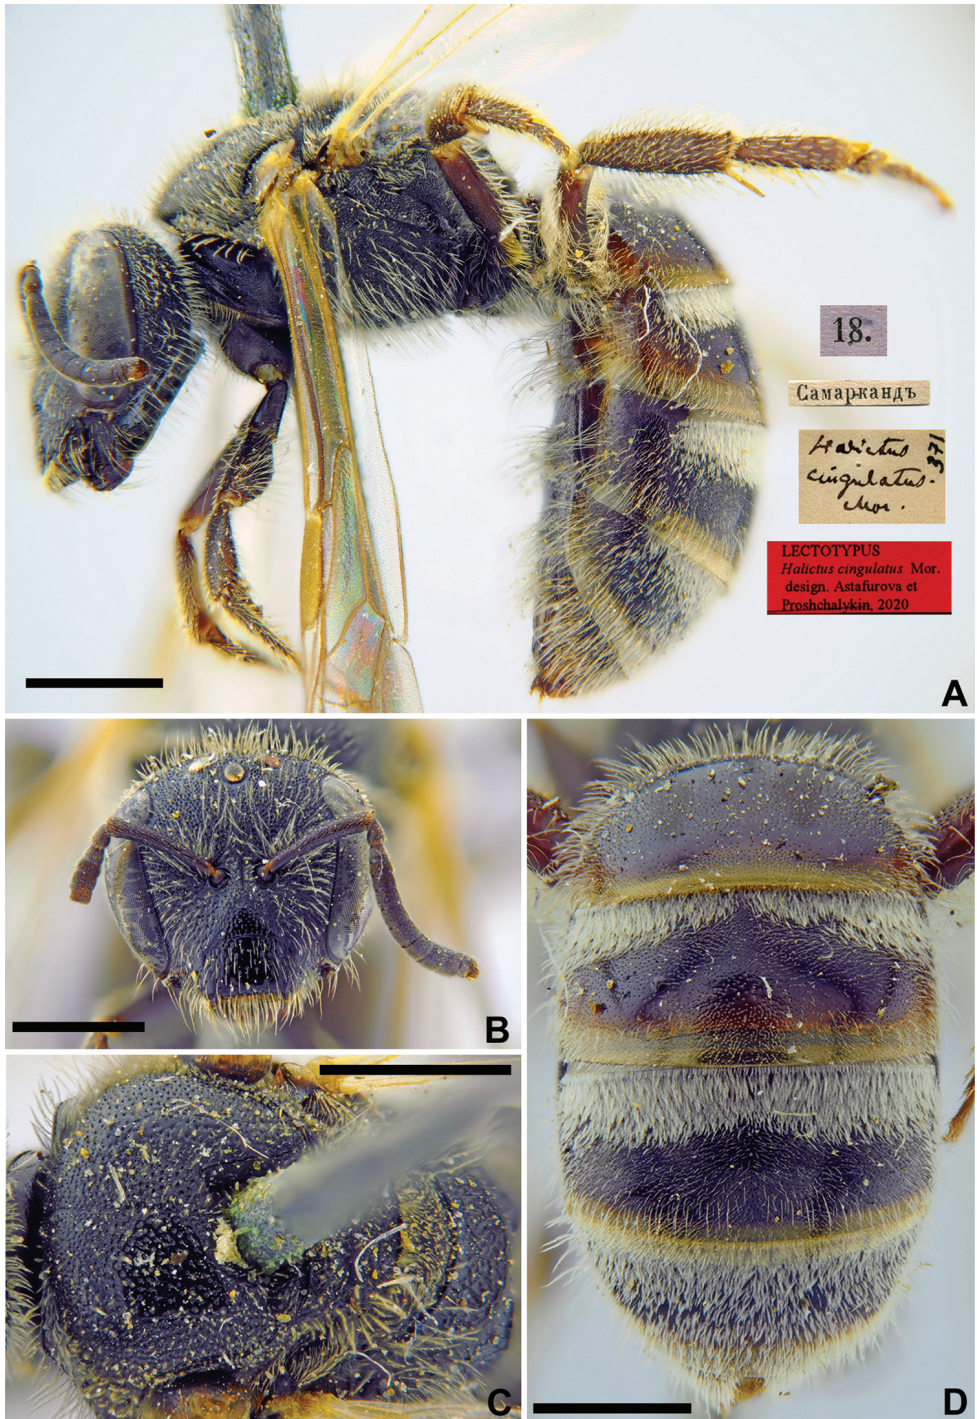 18.
Самаркандъ
Halictus
cingulatus.
Mor.
371
LECTOTYPUS
Halictus cingulatus Mor.
design. Astafurova et
Proshchalykin, 2020
A
B
C
D